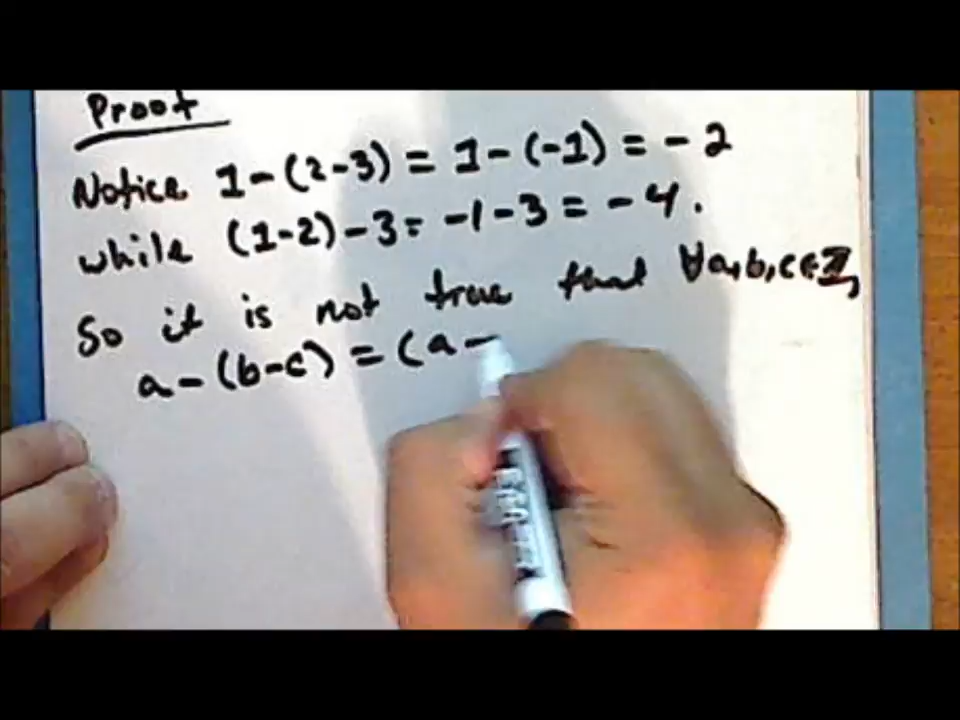 Proof
Notice 1-(2-3) = 1-(-1) = -2
while (1-2)-3 = -1-3 = -4.
So it is not true that ∀a,b,c∈ℤ,
a-(b-c) = (a-